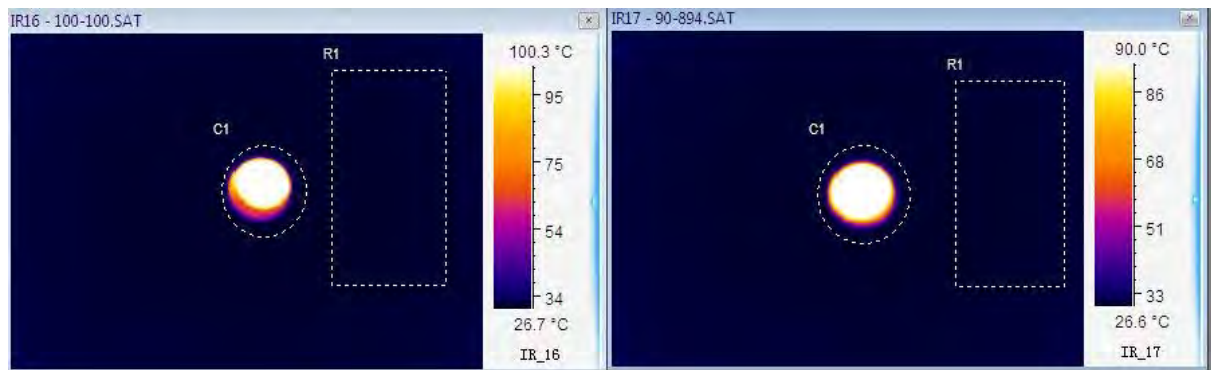 IR16 - 100-100.SAT
R1
C1
100.3 °C
95
75
54
34
26.7 °C
IR_16
IR17 - 90-894.SAT
R1
C1
90.0 °C
86
68
51
33
26.6 °C
IR_17